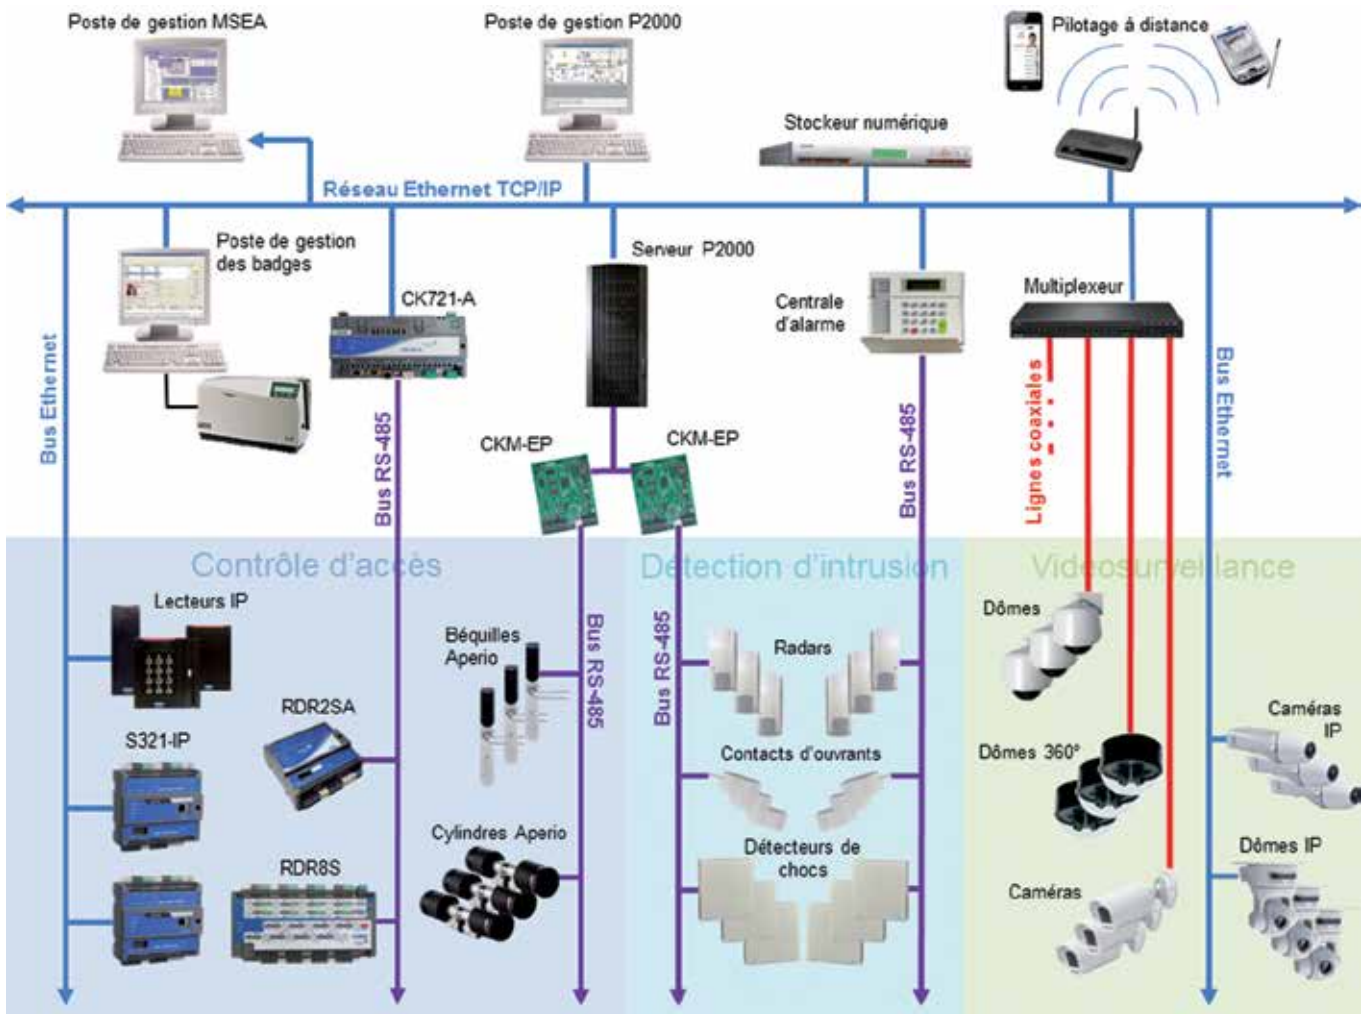 Poste de gestion MSEA
Poste de gestion P2000
Pilotage à distance
Stockeur numérique
Réseau Ethernet TCP/IP
Poste de gestion
des badges
Serveur P2000
CK721-A
Centrale
d'alarme
Multiplexeur
Bus Ethernet
Bus RS-485
CKM-EP
CKM-EP
Bus RS-485
Lignes coaxiales
Bus Ethernet
Contrôle d'accès
Détection d'intrusion
Vidéosurveillance
Lecteurs IP
Béquilles
Aperio
Bus RS-485
Bus RS-485
Radars
Dômes
RDR2SA
S321-IP
Contacts d'ouvrants
Dômes 360°
Caméras
IP
Cylindres Aperio
Détecteurs de
chocs
Dômes IP
RDR8S
Caméras